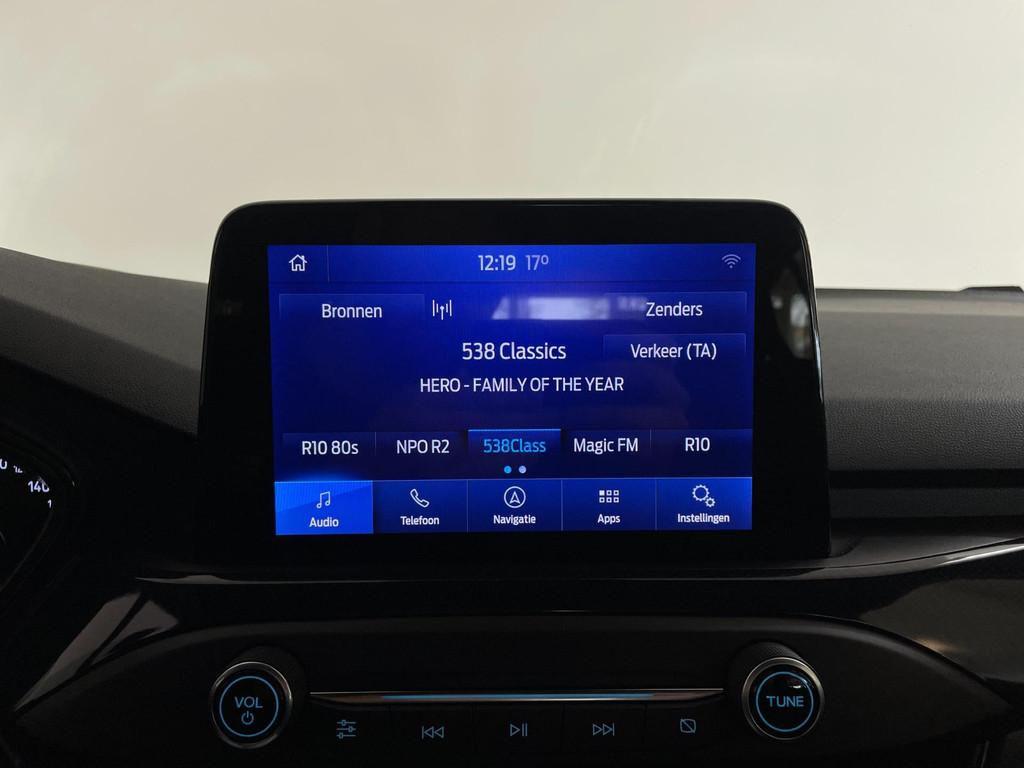 12:19 17º
Bronnen
Zenders
538 Classics
Verkeer (TA)
HERO - FAMILY OF THE YEAR
R10 80s NPO R2 538Class Magic FM R10
Audio Telefoon Navigatie Apps Instellingen
140
VOL
TUNE